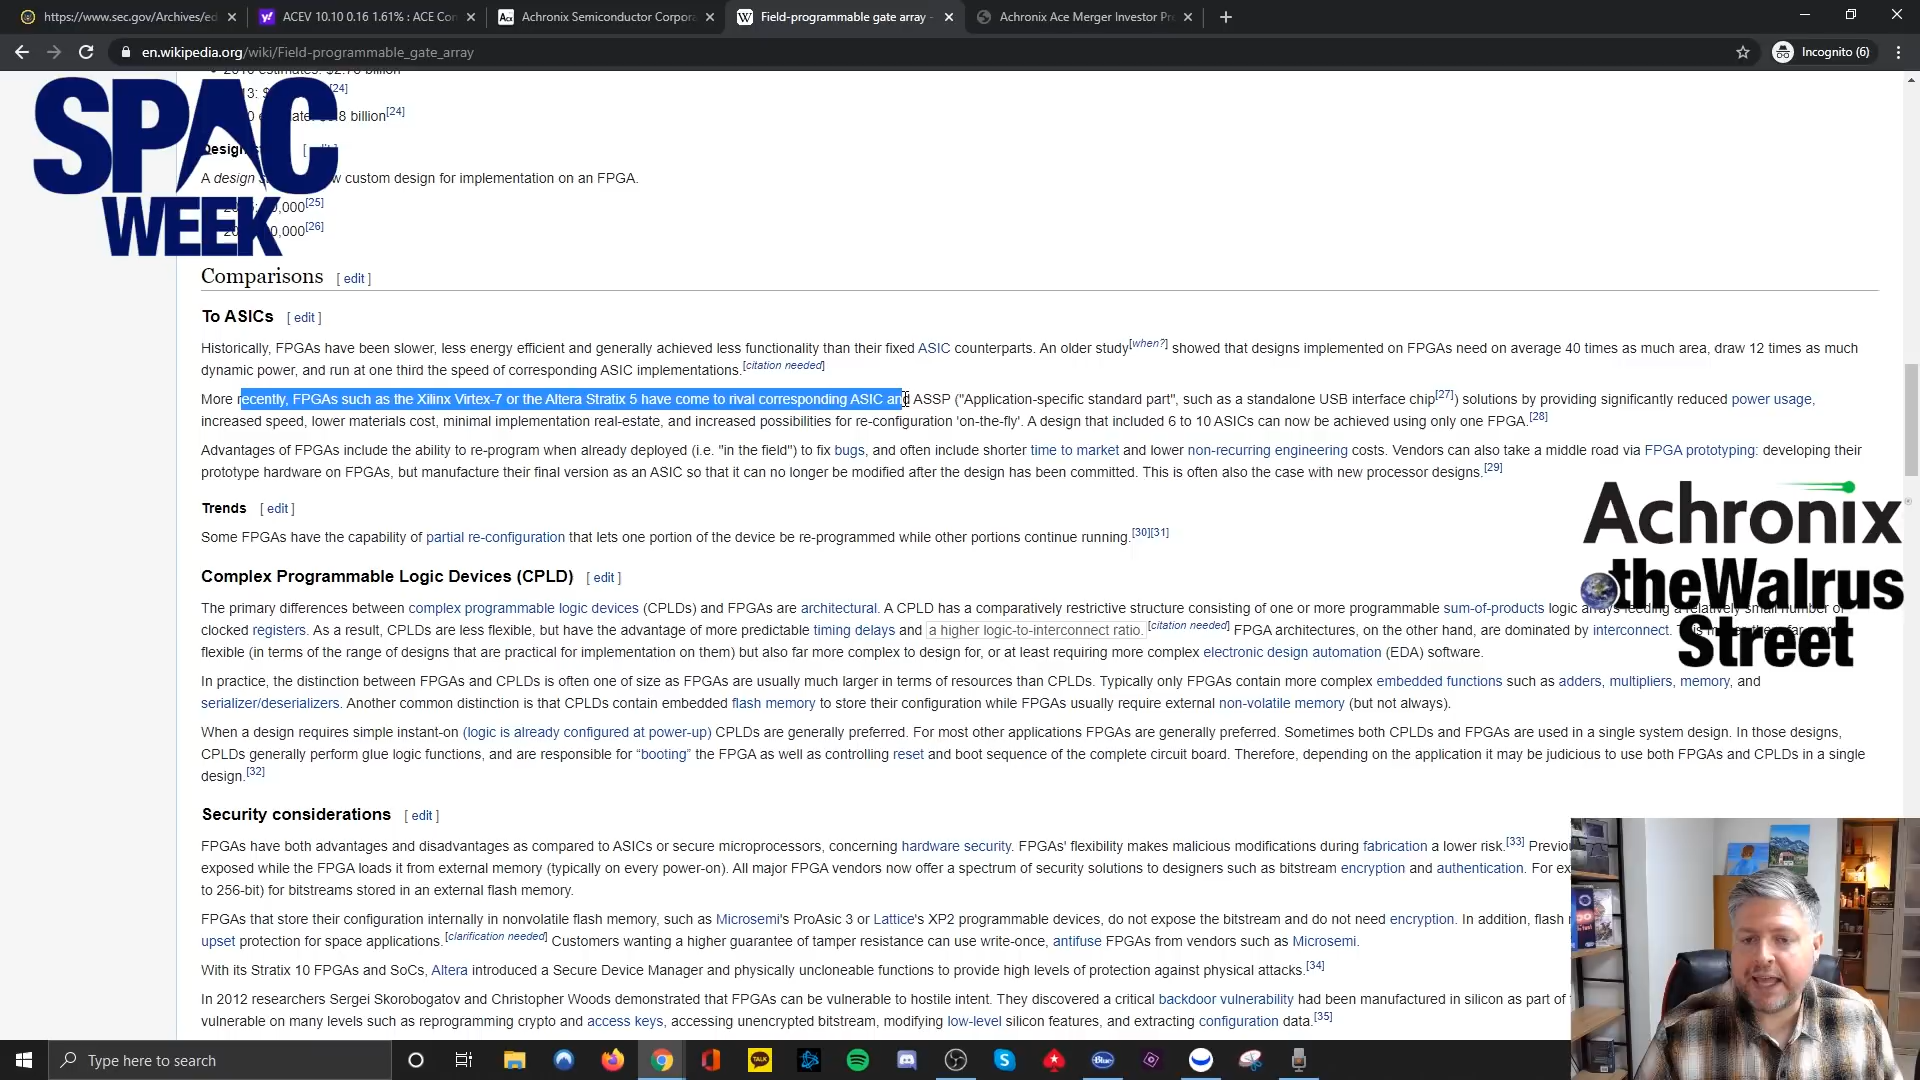 https://www.sec.gov/Archives/ed
ACEV 10.10 0.16 1.61% : ACE Con
Achronix Semiconductor Corpora
Field-programmable gate array -
Achronix Ace Merger Investor Pr
en.wikipedia.org/wiki/Field-programmable_gate_array
Incognito (6)
SPAC
WEEK
[24]
8 billion[24]
Design [ edit ]
A design w custom design for implementation on an FPGA.
0,000[25]
0,000[26]
Comparisons [ edit ]
To ASICs [ edit ]
Historically, FPGAs have been slower, less energy efficient and generally achieved less functionality than their fixed ASIC counterparts. An older study[when?] showed that designs implemented on FPGAs need on average 40 times as much area, draw 12 times as much
dynamic power, and run at one third the speed of corresponding ASIC implementations.[citation needed]
More recently, FPGAs such as the Xilinx Virtex-7 or the Altera Stratix 5 have come to rival corresponding ASIC and ASSP ("Application-specific standard part", such as a standalone USB interface chip[27]) solutions by providing significantly reduced power usage,
increased speed, lower materials cost, minimal implementation real-estate, and increased possibilities for re-configuration 'on-the-fly'. A design that included 6 to 10 ASICs can now be achieved using only one FPGA.[28]
Advantages of FPGAs include the ability to re-program when already deployed (i.e. "in the field") to fix bugs, and often include shorter time to market and lower non-recurring engineering costs. Vendors can also take a middle road via FPGA prototyping: developing their
prototype hardware on FPGAs, but manufacture their final version as an ASIC so that it can no longer be modified after the design has been committed. This is often also the case with new processor designs.[29]
Trends [ edit ]
Some FPGAs have the capability of partial re-configuration that lets one portion of the device be re-programmed while other portions continue running.[30][31]
Achronix
theWalrus
Street
Complex Programmable Logic Devices (CPLD) [ edit ]
The primary differences between complex programmable logic devices (CPLDs) and FPGAs are architectural. A CPLD has a comparatively restrictive structure consisting of one or more programmable sum-of-products logic arrays feeding a relatively small number of
clocked registers. As a result, CPLDs are less flexible, but have the advantage of more predictable timing delays and a higher logic-to-interconnect ratio.[citation needed] FPGA architectures, on the other hand, are dominated by interconnect.
flexible (in terms of the range of designs that are practical for implementation on them) but also far more complex to design for, or at least requiring more complex electronic design automation (EDA) software.
In practice, the distinction between FPGAs and CPLDs is often one of size as FPGAs are usually much larger in terms of resources than CPLDs. Typically only FPGAs contain more complex embedded functions such as adders, multipliers, memory, and
serializer/deserializers. Another common distinction is that CPLDs contain embedded flash memory to store their configuration while FPGAs usually require external non-volatile memory (but not always).
When a design requires simple instant-on (logic is already configured at power-up) CPLDs are generally preferred. For most other applications FPGAs are generally preferred. Sometimes both CPLDs and FPGAs are used in a single system design. In those designs,
CPLDs generally perform glue logic functions, and are responsible for “booting” the FPGA as well as controlling reset and boot sequence of the complete circuit board. Therefore, depending on the application it may be judicious to use both FPGAs and CPLDs in a single
design.[32]
Security considerations [ edit ]
FPGAs have both advantages and disadvantages as compared to ASICs or secure microprocessors, concerning hardware security. FPGAs' flexibility makes malicious modifications during fabrication a lower risk.[33] Previou
exposed while the FPGA loads it from external memory (typically on every power-on). All major FPGA vendors now offer a spectrum of security solutions to designers such as bitstream encryption and authentication. For ex
to 256-bit) for bitstreams stored in an external flash memory.
FPGAs that store their configuration internally in nonvolatile flash memory, such as Microsemi's ProAsic 3 or Lattice's XP2 programmable devices, do not expose the bitstream and do not need encryption. In addition, flash
upset protection for space applications.[clarification needed] Customers wanting a higher guarantee of tamper resistance can use write-once, antifuse FPGAs from vendors such as Microsemi.
With its Stratix 10 FPGAs and SoCs, Altera introduced a Secure Device Manager and physically uncloneable functions to provide high levels of protection against physical attacks.[34]
In 2012 researchers Sergei Skorobogatov and Christopher Woods demonstrated that FPGAs can be vulnerable to hostile intent. They discovered a critical backdoor vulnerability had been manufactured in silicon as part of
vulnerable on many levels such as reprogramming crypto and access keys, accessing unencrypted bitstream, modifying low-level silicon features, and extracting configuration data.[35]
Type here to search
TALK
Blue